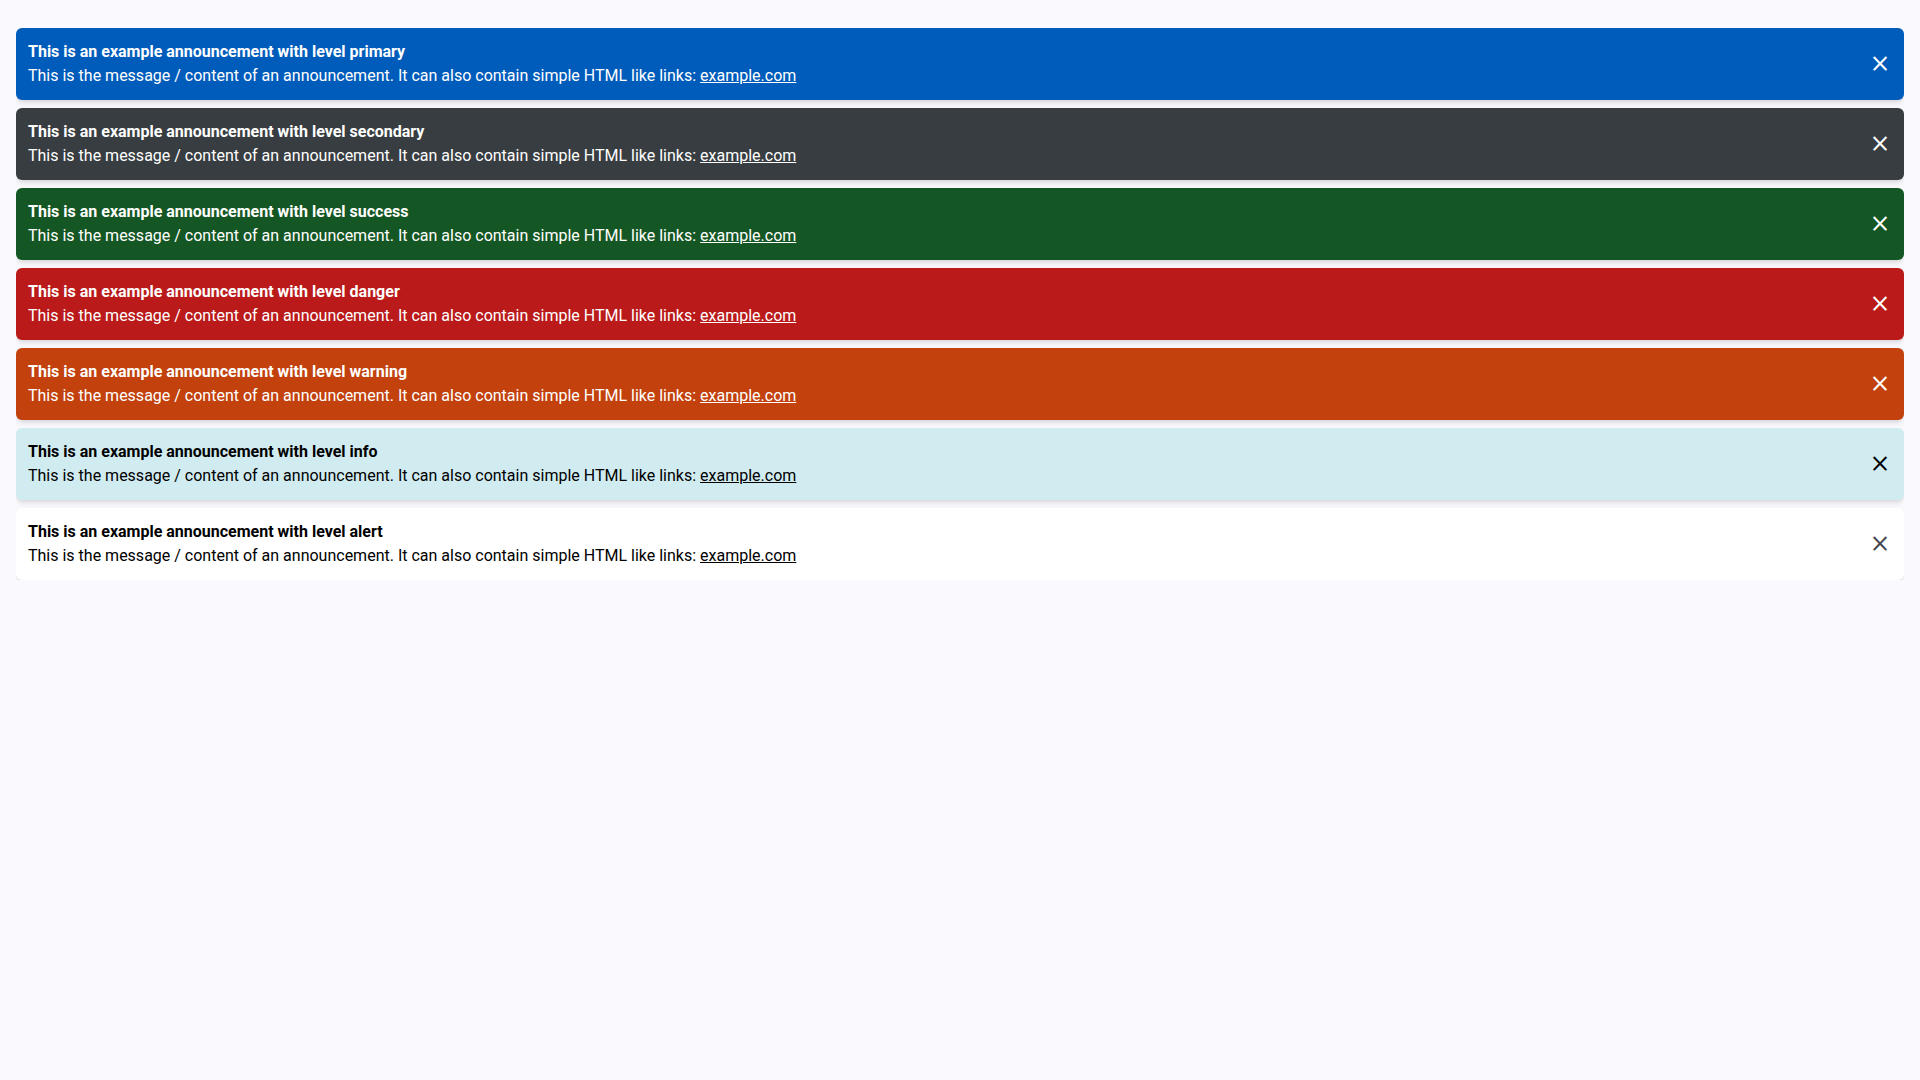 This is an example announcement with level primary
This is the message / content of an announcement. It can also contain simple HTML like links: example.com
This is an example announcement with level secondary
This is the message / content of an announcement. It can also contain simple HTML like links: example.com
This is an example announcement with level success
This is the message / content of an announcement. It can also contain simple HTML like links: example.com
This is an example announcement with level danger
This is the message / content of an announcement. It can also contain simple HTML like links: example.com
This is an example announcement with level warning
This is the message / content of an announcement. It can also contain simple HTML like links: example.com
This is an example announcement with level info
This is the message / content of an announcement. It can also contain simple HTML like links: example.com
This is an example announcement with level alert
This is the message / content of an announcement. It can also contain simple HTML like links: example.com